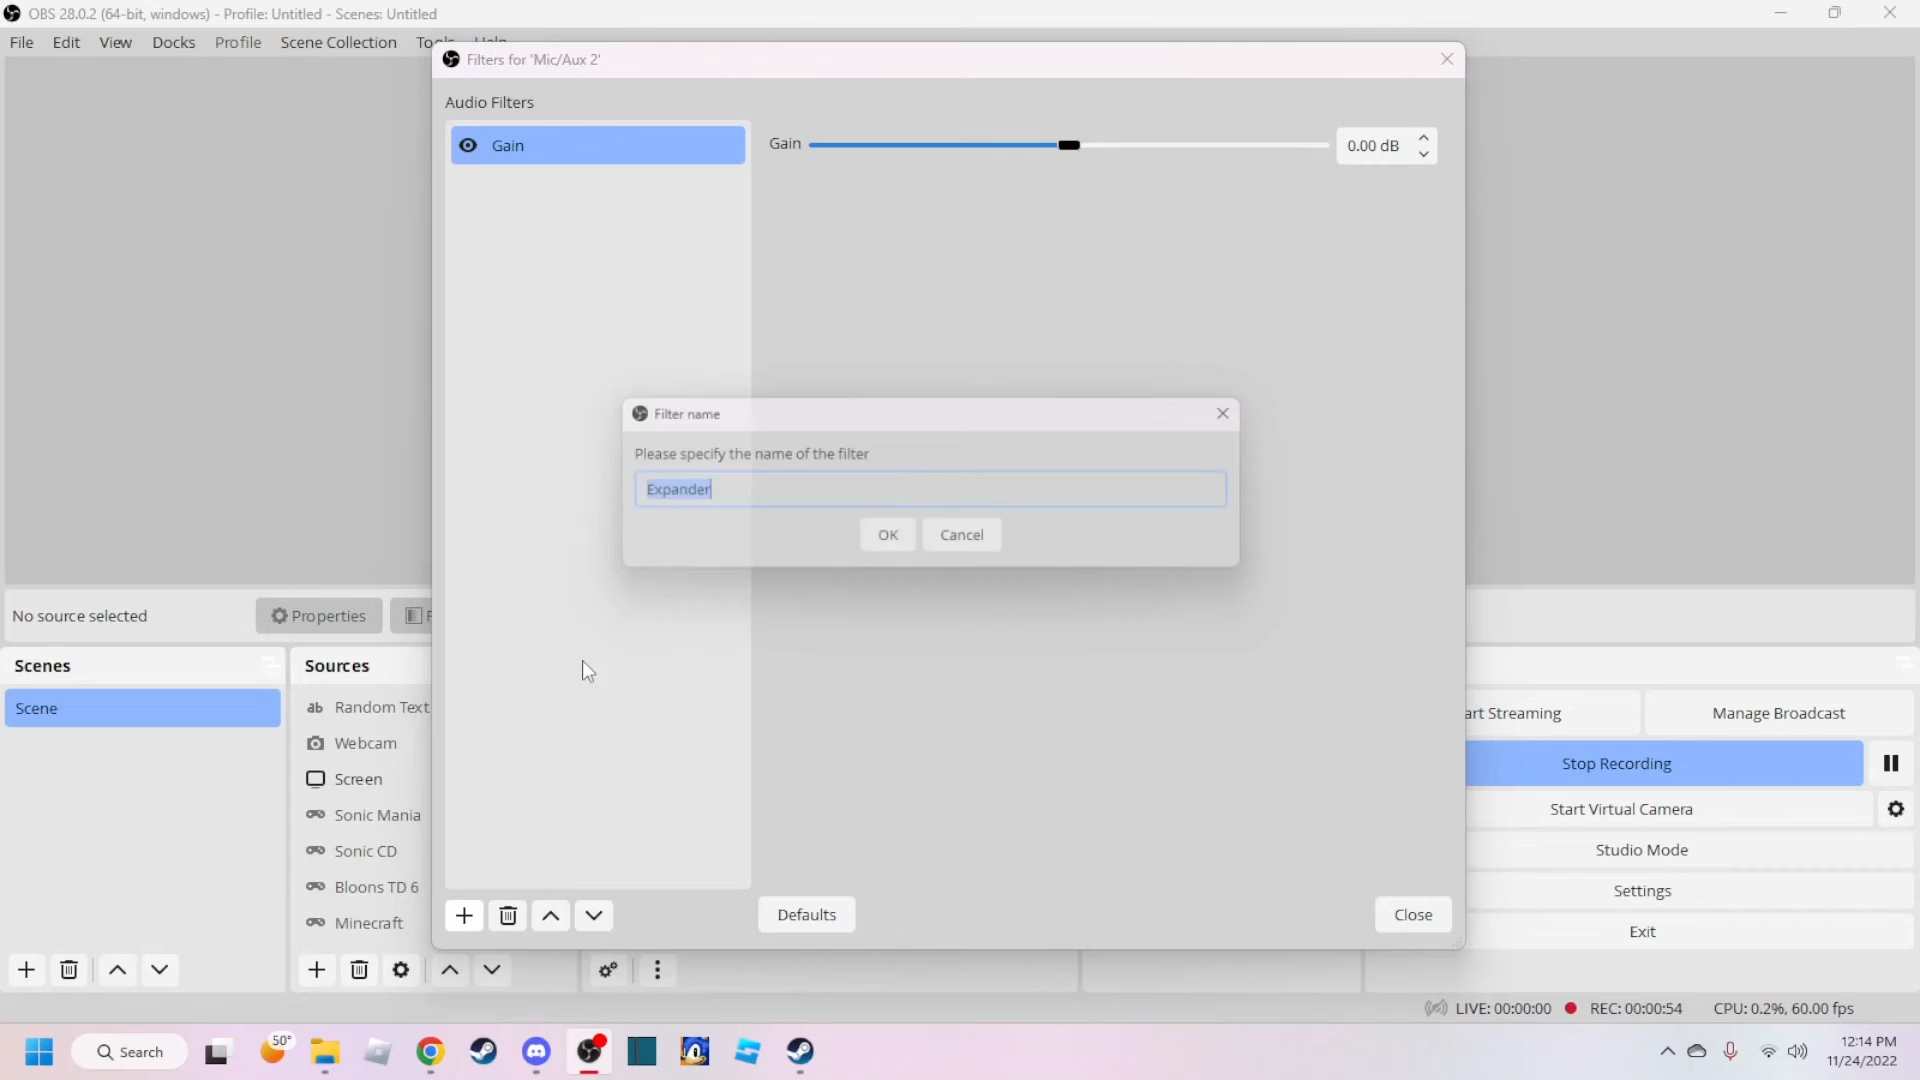 OBS 28.0.2 (64-bit, windows) - Profile: Untitled - Scenes: Untitled
File Edit View Docks Profile Scene Collection Tools Help
Filters for 'Mic/Aux 2'
Audio Filters
Gain
Gain
0.00 dB
Filter name
Please specify the name of the filter
Expander
OK Cancel
No source selected
Properties
Scenes
Sources
Scene
ab Random Text
Webcam
Screen
Sonic Mania
Sonic CD
Bloons TD 6
Minecraft
Defaults
Close
art Streaming
Manage Broadcast
Stop Recording
Start Virtual Camera
Studio Mode
Settings
Exit
LIVE: 00:00:00 REC: 00:00:54 CPU: 0.2%, 60.00 fps
Search
50°
12:14 PM
11/24/2022